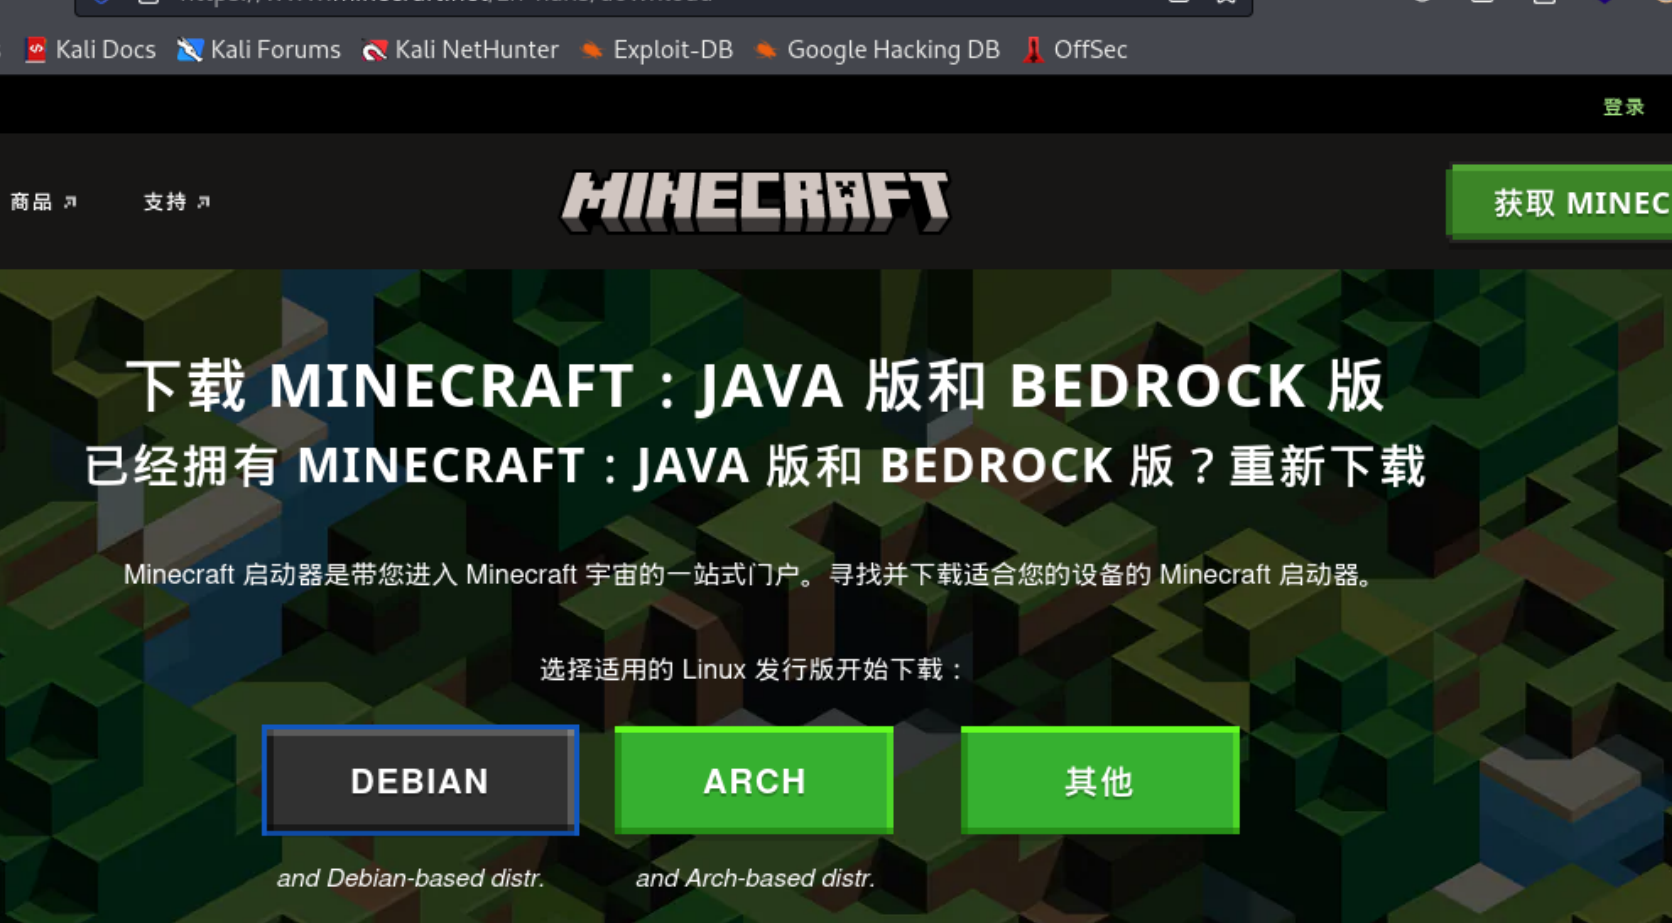 Kali Docs Kali Forums Kali NetHunter Exploit-DB Google Hacking DB OffSec
登录
商品 支持 MINECRAFT 获取 MINEC
下载 MINECRAFT：JAVA 版和 BEDROCK 版
已经拥有 MINECRAFT：JAVA 版和 BEDROCK 版？重新下载
Minecraft 启动器是带您进入 Minecraft 宇宙的一站式门户。寻找并下载适合您的设备的 Minecraft 启动器。
选择适用的 Linux 发行版开始下载：
DEBIAN ARCH 其他
and Debian-based distr. and Arch-based distr.